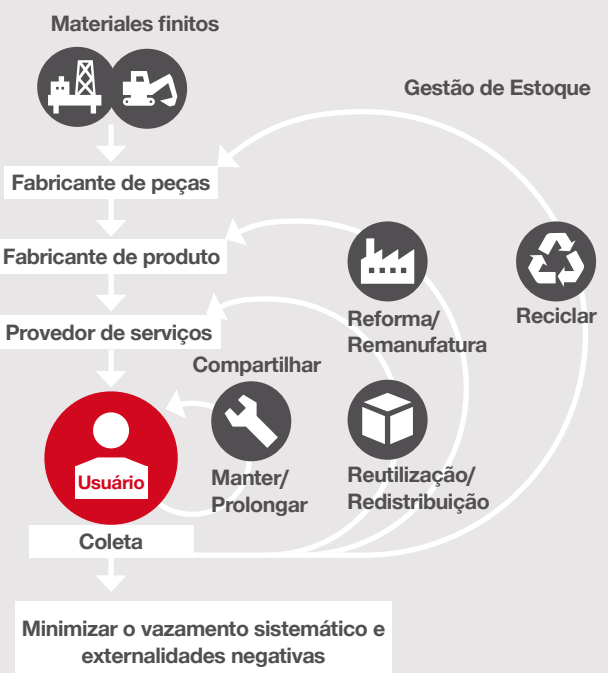 Materiales finitos
Gestão de Estoque
Fabricante de peças
Fabricante de produto
Provedor de serviços
Reforma/
Remanufatura
Reciclar
Compartilhar
Usuário
Manter/
Prolongar
Reutilização/
Redistribuição
Coleta
Minimizar o vazamento sistemático e
externalidades negativas